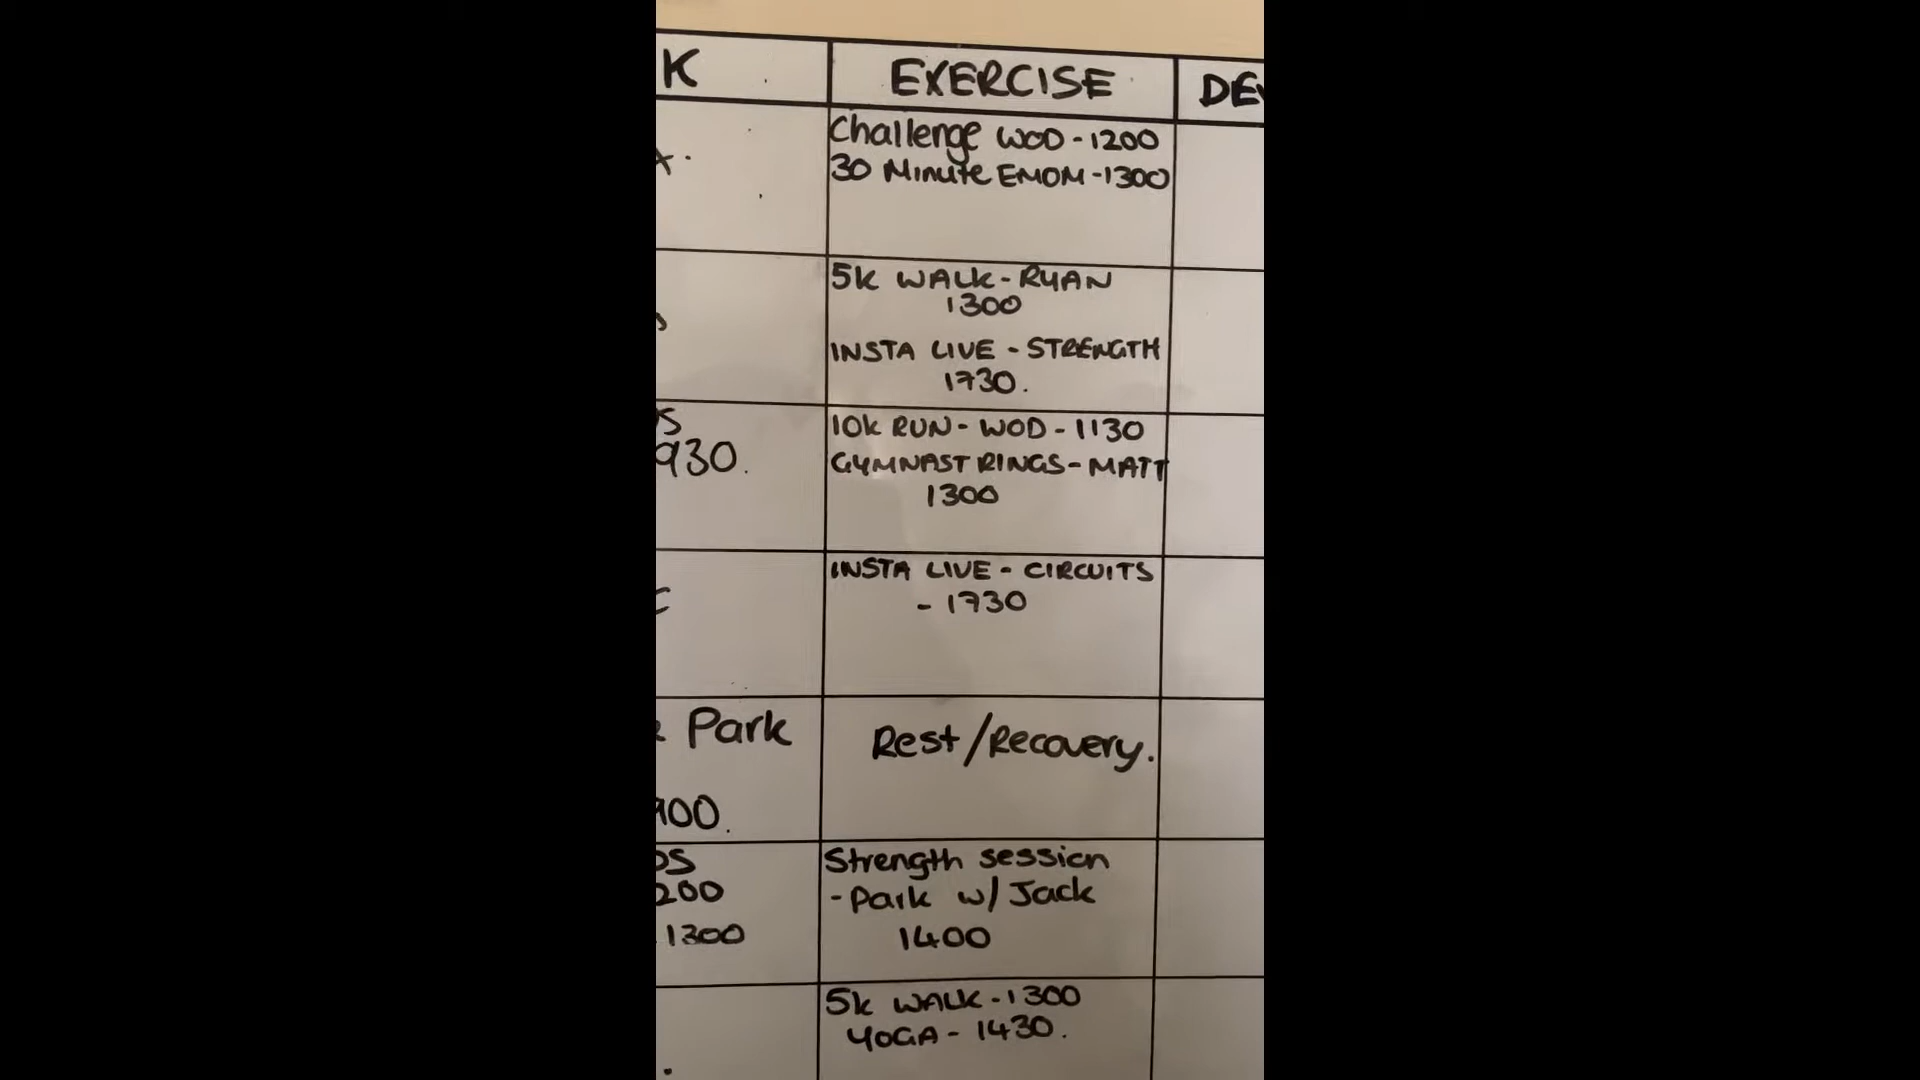 K
EXERCISE
Challenge WOD - 1200
30 Minute EMOM - 1300
5K WALK - RYAN
1300
INSTA LIVE - STRENGTH
1730.
930.
10K RUN - WOD - 1130
GYMNAST RINGS - MATT
1300
INSTA LIVE - CIRCUITS
- 1730
Park
900.
Rest/Recovery.
200
1300
Strength session
- Park w/ Jack
1400
5K WALK - 1300
YOGA - 1430.